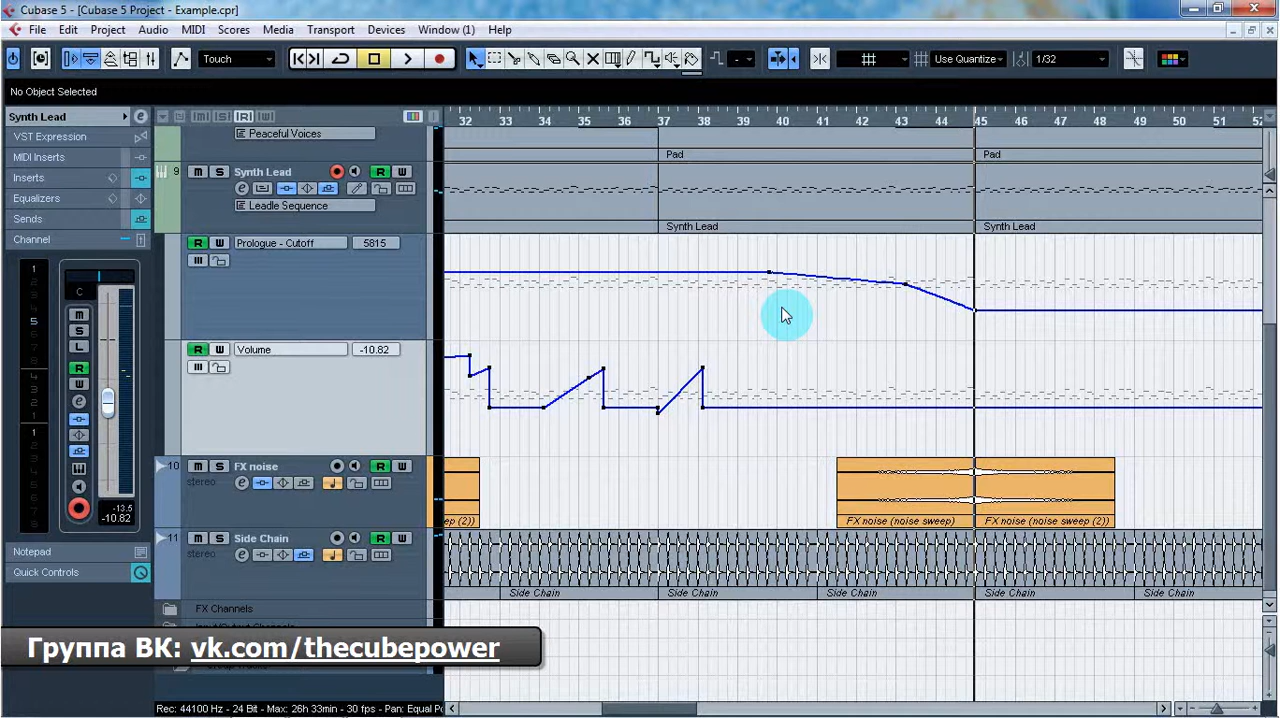 Cubase 5 - [Cubase 5 Project - Example.cpr]
File Edit Project Audio MIDI Scores Media Transport Devices Window (1) Help
Touch
Use Quantize
1/32
No Object Selected
Synth Lead
VST Expression
MIDI Inserts
Inserts
Equalizers
Sends
Channel
C
M
S
L
R
W
e
-13.5
-10.82
Notepad
Quick Controls
32 33 34 35 36 37 38 39 40 41 42 43 45 46 47 48 49 50 51 52
Peaceful Voices
Pad
Pad
9 M S Synth Lead R W
Leadle Sequence
Synth Lead
Synth Lead
R W Prologue - Cutoff 5815
R W Volume -10.82
10 M S FX noise R W
stereo
ep (2))
FX noise (noise sweep)
FX noise (noise sweep (2))
11 M S Side Chain R W
stereo
Side Chain
Side Chain
Side Chain
Side Chain
Side Chain
FX Channels
Группа ВК: vk.com/thecubepower
Rec: 44100 Hz - 24 Bit - Max: 26h 33min - 30 fps - Pan: Equal Po